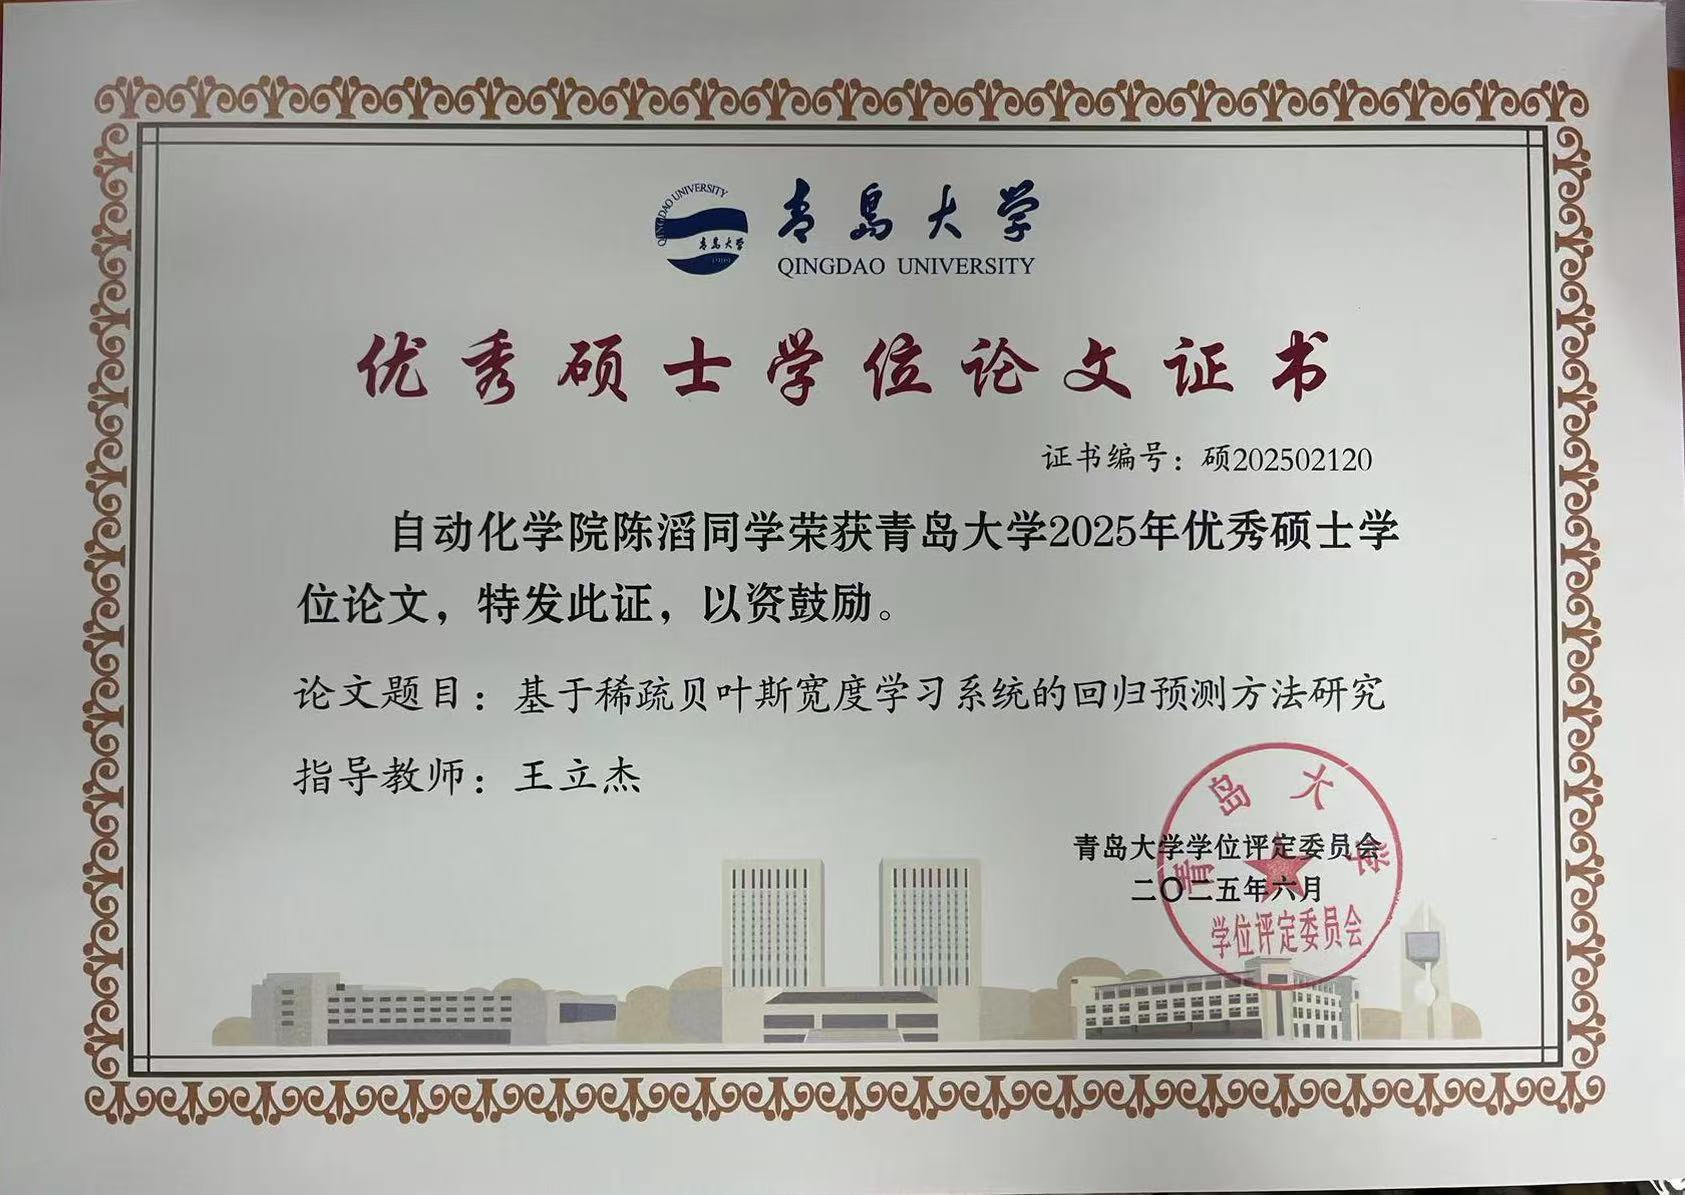 QINGDAO UNIVERSITY
青岛大学
1909
青岛大学
QINGDAO UNIVERSITY
优秀硕士学位论文证书
证书编号：硕202502120
自动化学院陈滔同学荣获青岛大学2025年优秀硕士学
位论文，特发此证，以资鼓励。
论文题目：基于稀疏贝叶斯宽度学习系统的回归预测方法研究
指导教师：王立杰
青岛大学学位评定委员会
二〇二五年六月
青岛大学
学位评定委员会